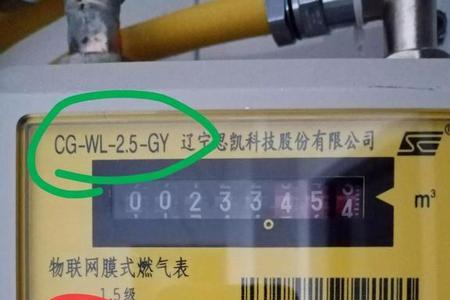 CG-WL-2.5-GY 辽宁思凯科技股份有限公司
00233454 m³
物联网膜式燃气表
1.5级